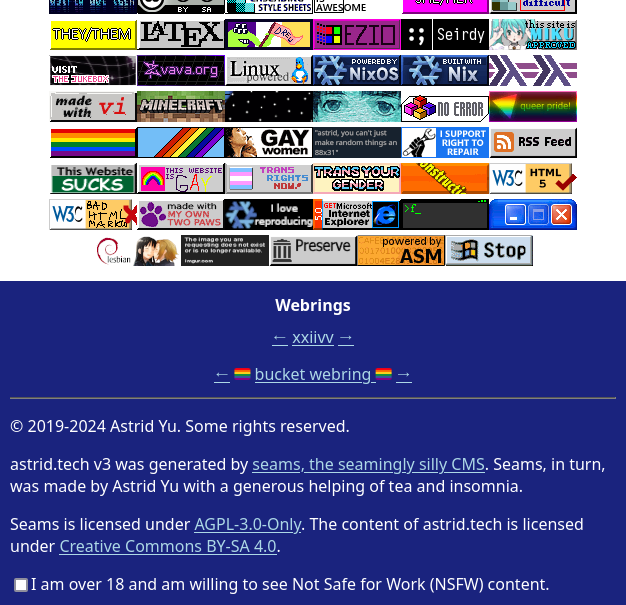 BY SA
STYLE SHEETS
AWESOME
difficult
THEY/THEM
LATEX
DREW
EZIO
Seirdy
this site is
MIKU
APPROVED
VISIT
THE JUKEBOX
vava.org
Linux
powered
POWERED BY
NixOS
BUILT WITH
Nix
made
with vi
MINECRAFT
NO ERROR
queer pride!
GAY
women
"astrid, you can't just
make random things an
88x31"
I SUPPORT
RIGHT TO
REPAIR
RSS Feed
This Website
SUCKS
THIS WEBSITE
IS GAY
TRANS
RIGHTS
NOW!
TRANS YOUR
GENDER
W3C HTML
5
W3C BAD
HTML
MARKUP
made with
MY OWN
TWO PAWS
I love
reproducing
5.0
GET Microsoft
Internet
Explorer
>f_
lesbian
The image you are
requesting does not exist
or is no longer available.
imgur.com
Preserve
powered by
ASM
Stop
Webrings
← xxiivv →
← bucket webring →
© 2019-2024 Astrid Yu. Some rights reserved.
astrid.tech v3 was generated by seams, the seamingly silly CMS. Seams, in turn,
was made by Astrid Yu with a generous helping of tea and insomnia.
Seams is licensed under AGPL-3.0-Only. The content of astrid.tech is licensed
under Creative Commons BY-SA 4.0.
I am over 18 and am willing to see Not Safe for Work (NSFW) content.